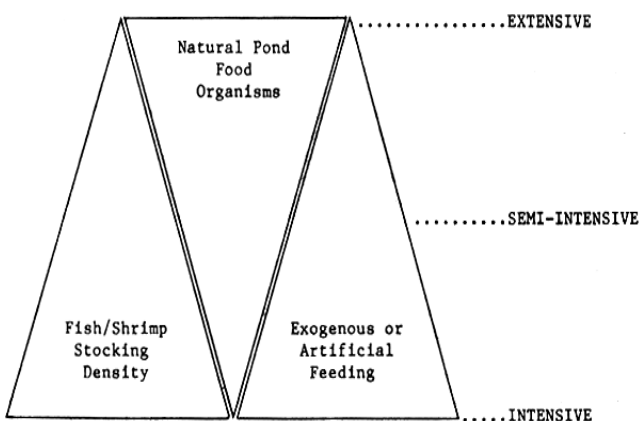 Natural Pond
Food
Organisms
...............EXTENSIVE
..........SEMI-INTENSIVE
Fish/Shrimp
Stocking
Density
Exogenous or
Artificial
Feeding
.....INTENSIVE